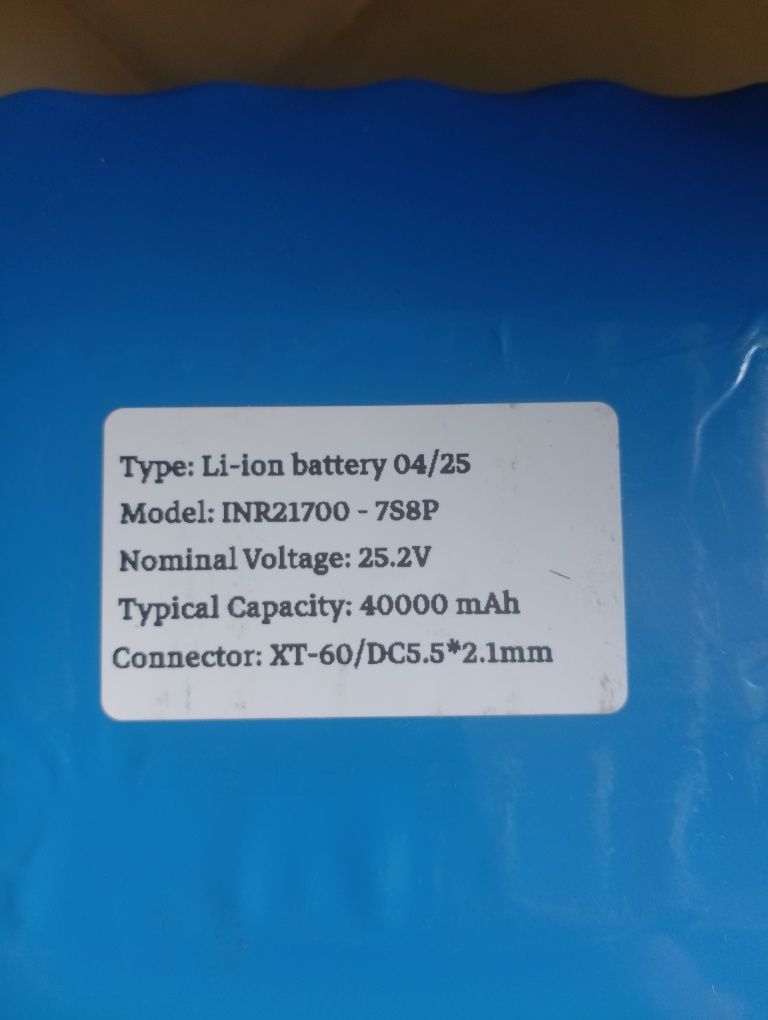 Type: Li-ion battery 04/25
Model: INR21700 - 7S8P
Nominal Voltage: 25.2V
Typical Capacity: 40000 mAh
Connector: XT-60/DC5.5*2.1mm